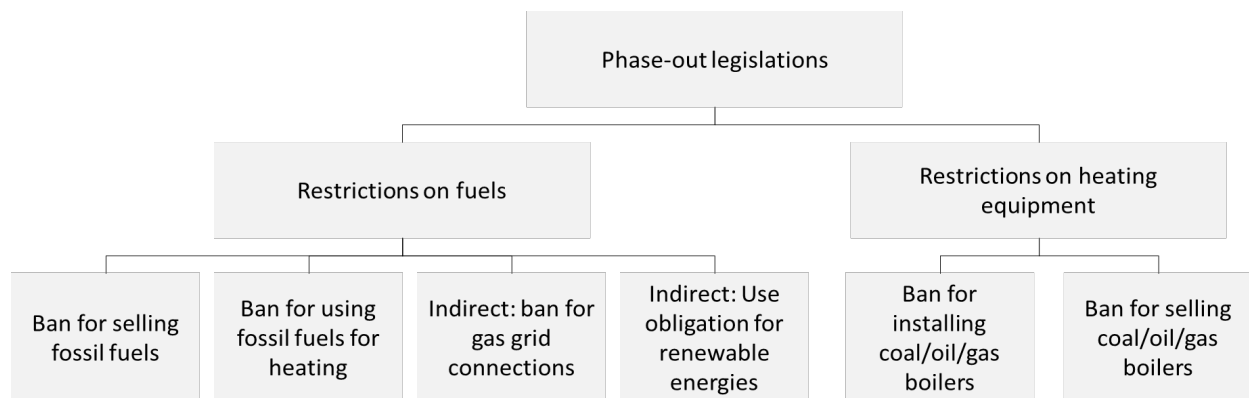 Phase-out legislations
Restrictions on fuels
Restrictions on heating
equipment
Ban for selling
fossil fuels
Ban for using
fossil fuels for
heating
Indirect: ban for
gas grid
connections
Indirect: Use
obligation for
renewable
energies
Ban for
installing
coal/oil/gas
boilers
Ban for selling
coal/oil/gas
boilers